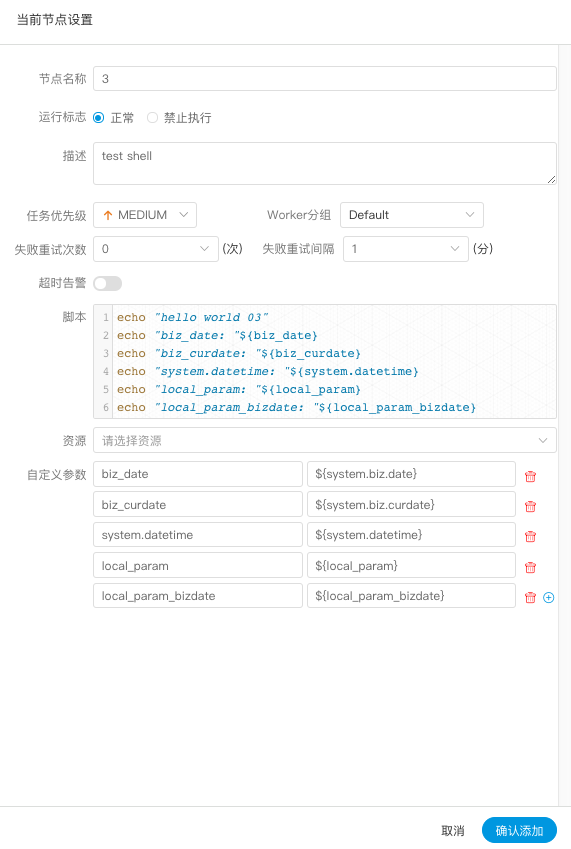 当前节点设置
节点名称 3
运行标志 正常 禁止执行
描述 test shell
任务优先级 MEDIUM Worker分组 Default
失败重试次数 0 (次) 失败重试间隔 1 (分)
超时告警
脚本 1 echo "hello world 03"
2 echo "biz_date: "${biz_date}
3 echo "biz_curdate: "${biz_curdate}
4 echo "system.datetime: "${system.datetime}
5 echo "local_param: "${local_param}
6 echo "local_param_bizdate: "${local_param_bizdate}
资源 请选择资源
自定义参数 biz_date ${system.biz.date}
biz_curdate ${system.biz.curdate}
system.datetime ${system.datetime}
local_param ${local_param}
local_param_bizdate ${local_param_bizdate}
取消 确认添加